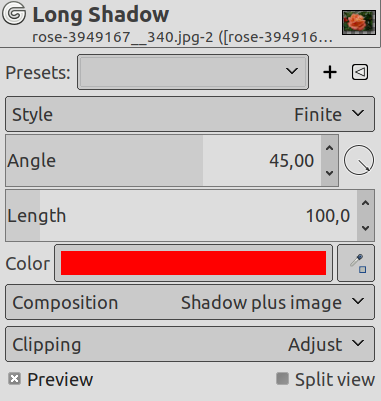 Long Shadow
rose-3949167__340.jpg-2 ([rose-394916…
Presets:
Style Finite
Angle 45,00
Length 100,0
Color
Composition Shadow plus image
Clipping Adjust
Preview Split view